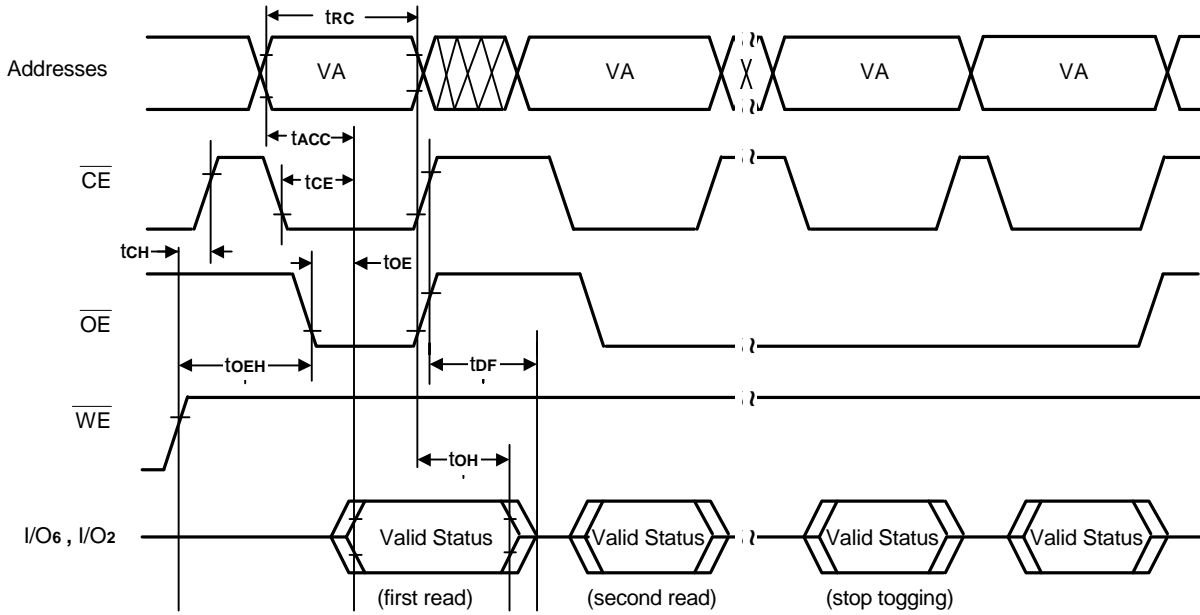 tRC
Addresses
VA
VA
VA
VA
tACC
CE
tCE
tCH
tOE
OE
tOEH
tDF
WE
tOH
I/O6 , I/O2
Valid Status
Valid Status
Valid Status
Valid Status
(first read)
(second read)
(stop togging)